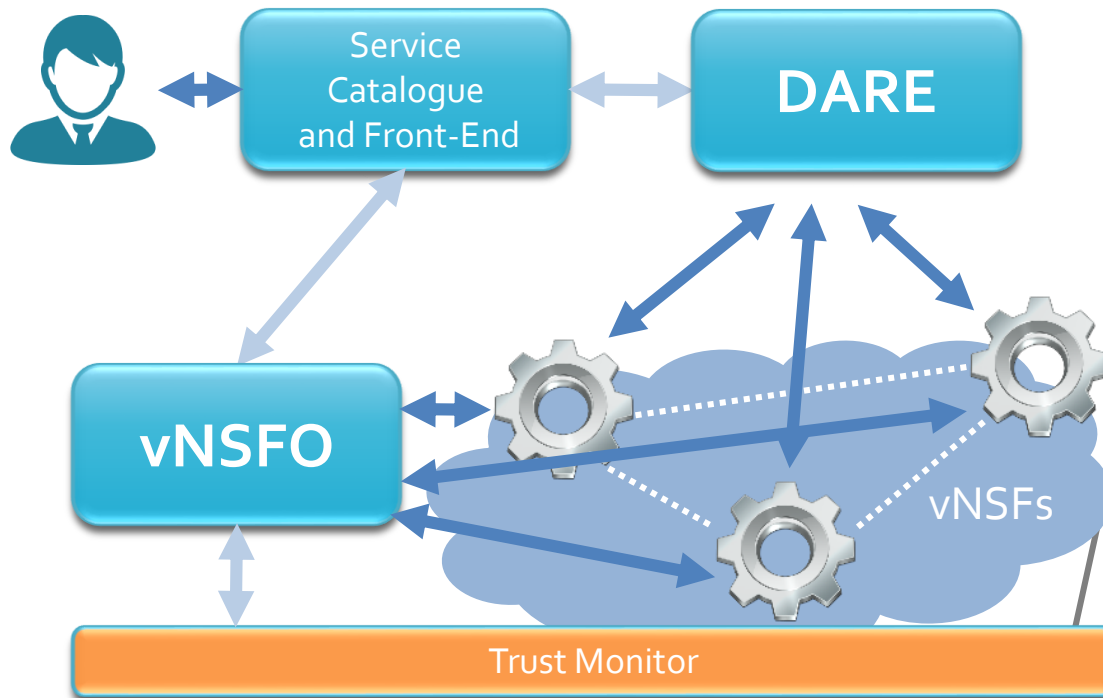 Service
Catalogue
and Front-End
DARE
vNSFO
vNSFs
Trust Monitor